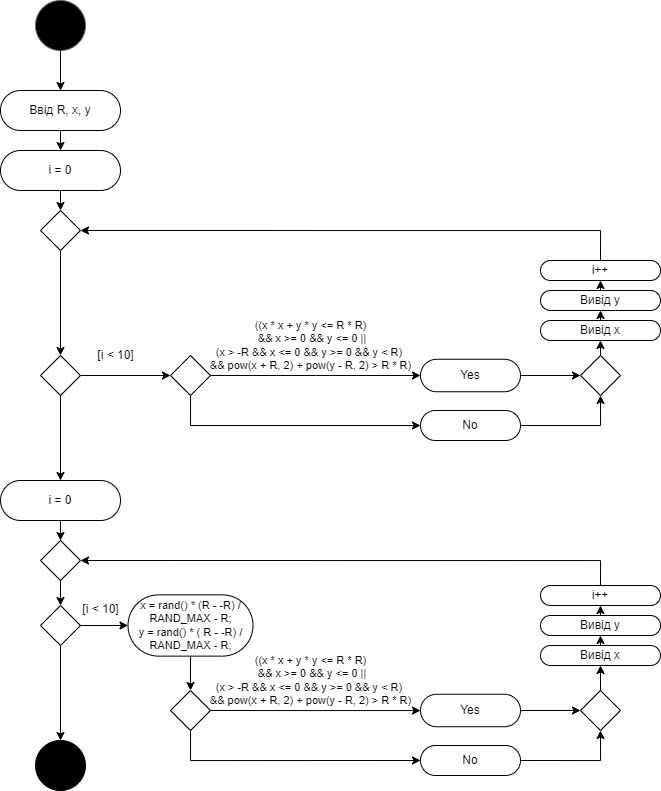 Ввід R, x, y
i = 0
i++
Вивід y
Вивід x
[i < 10]
((x * x + y * y <= R * R)
&& x >= 0 && y <= 0 ||
(x > -R && x <= 0 && y >= 0 && y < R)
&& pow(x + R, 2) + pow(y - R, 2) > R * R)
Yes
No
i = 0
[i < 10]
x = rand() * (R - -R) /
RAND_MAX - R;
y = rand() * ( R - -R) /
RAND_MAX - R;
i++
Вивід y
Вивід x
((x * x + y * y <= R * R)
&& x >= 0 && y <= 0 ||
(x > -R && x <= 0 && y >= 0 && y < R)
&& pow(x + R, 2) + pow(y - R, 2) > R * R)
Yes
No